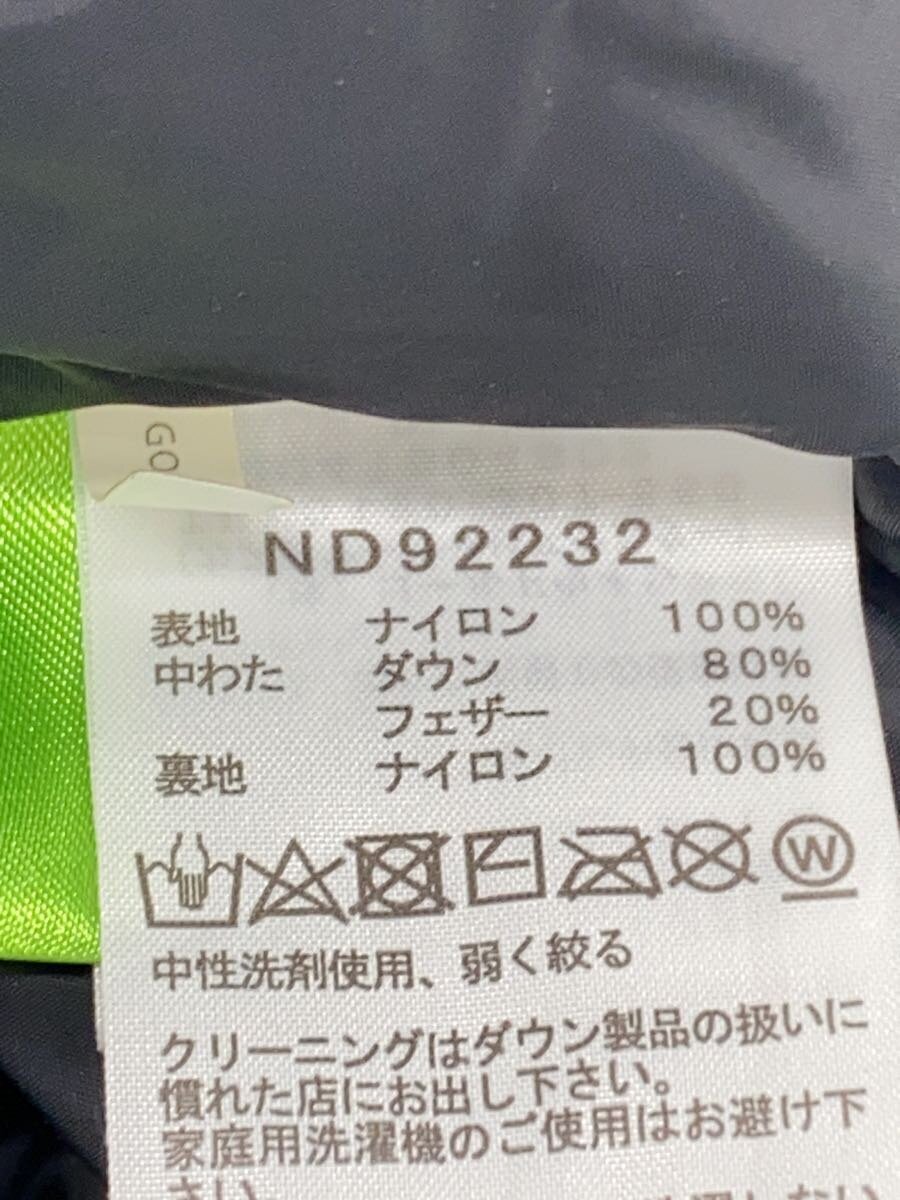 GO
ND92232
表地 ナイロン 100%
中わた ダウン 80%
フェザー 20%
裏地 ナイロン 100%
W
中性洗剤使用、弱く絞る
クリーニングはダウン製品の扱いに
慣れた店にお出し下さい。
家庭用洗濯機のご使用はお避け下
さい